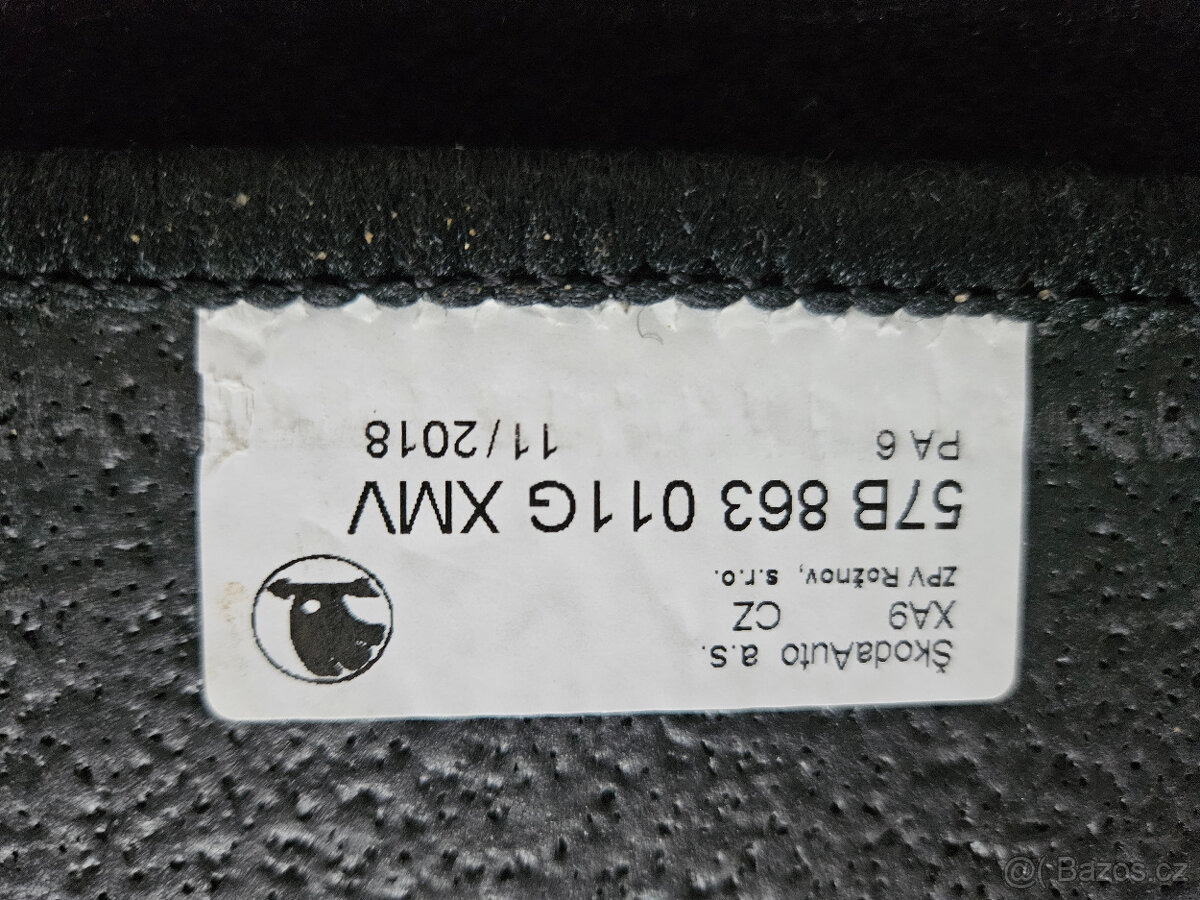 ŠkodaAuto a.s.
XA9 CZ
ZPV Rožnov, s.r.o.
57B 863 011G XMV
PA 6 11/2018
@( Bazos.cz